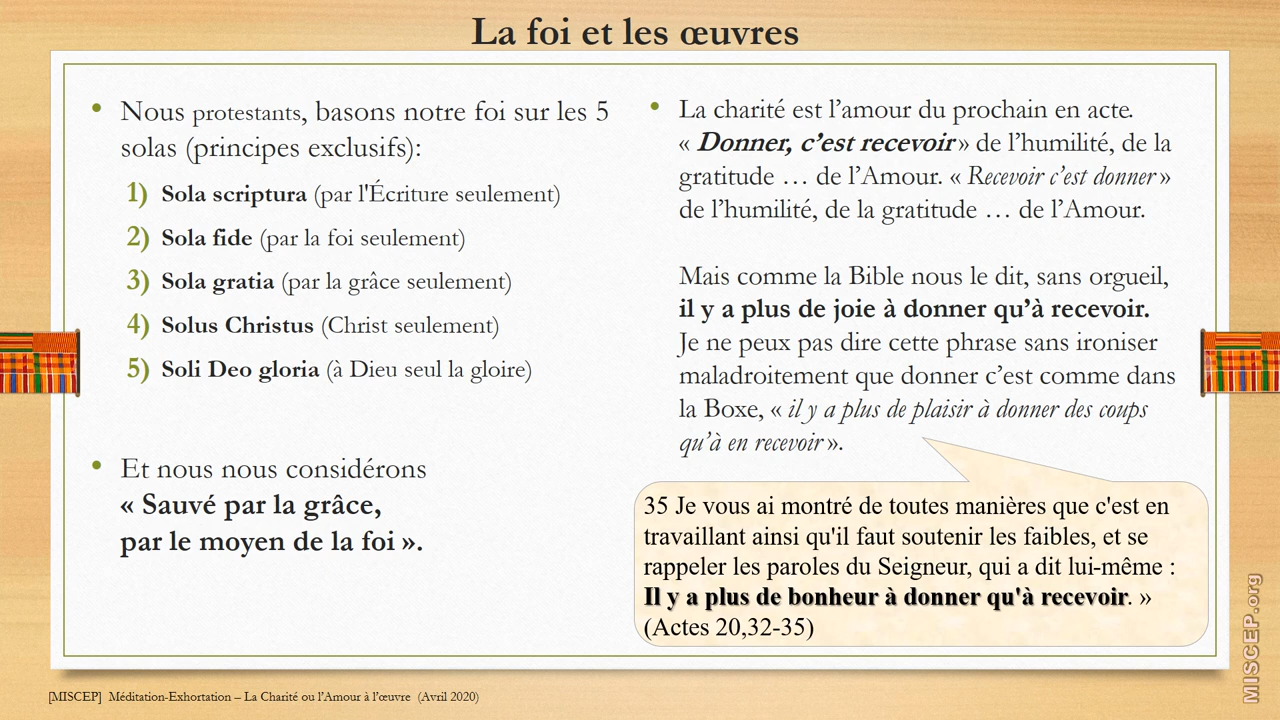 La foi et les œuvres
• Nous protestants, basons notre foi sur les 5
solas (principes exclusifs):
1) Sola scriptura (par l'Écriture seulement)
2) Sola fide (par la foi seulement)
3) Sola gratia (par la grâce seulement)
4) Solus Christus (Christ seulement)
5) Soli Deo gloria (à Dieu seul la gloire)
• Et nous nous considérons
« Sauvé par la grâce,
par le moyen de la foi ».
• La charité est l’amour du prochain en acte.
« Donner, c’est recevoir » de l’humilité, de la
gratitude … de l’Amour. « Recevoir c’est donner »
de l’humilité, de la gratitude … de l’Amour.
Mais comme la Bible nous le dit, sans orgueil,
il y a plus de joie à donner qu’à recevoir.
Je ne peux pas dire cette phrase sans ironiser
maladroitement que donner c’est comme dans
la Boxe, « il y a plus de plaisir à donner des coups
qu’à en recevoir ».
35 Je vous ai montré de toutes manières que c'est en
travaillant ainsi qu'il faut soutenir les faibles, et se
rappeler les paroles du Seigneur, qui a dit lui-même :
Il y a plus de bonheur à donner qu'à recevoir. »
(Actes 20,32-35)
MISCEP.org
[MISCEP] Méditation-Exhortation – La Charité ou l’Amour à l’œuvre (Avril 2020)